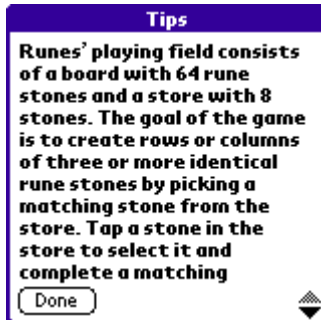 Tips
Runes' playing field consists
of a board with 64 rune
stones and a store with 8
stones. The goal of the game
is to create rows or columns
of three or more identical
rune stones by picking a
matching stone from the
store. Tap a stone in the
store to select it and
complete a matching
Done